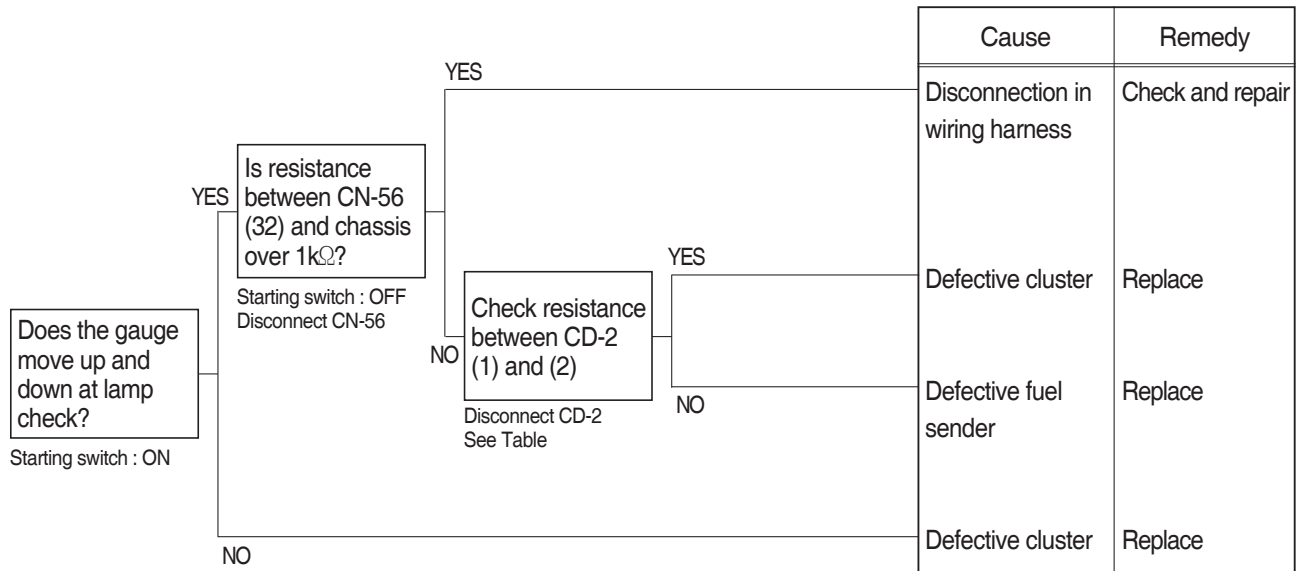 Cause
Remedy
YES
Disconnection in
wiring harness
Check and repair
YES
Is resistance
between CN-56
(32) and chassis
over 1kΩ?
Starting switch : OFF
Disconnect CN-56
YES
Defective cluster
Replace
NO
Check resistance
between CD-2
(1) and (2)
Disconnect CD-2
See Table
Does the gauge
move up and
down at lamp
check?
Starting switch : ON
NO
Defective fuel
sender
Replace
NO
Defective cluster
Replace